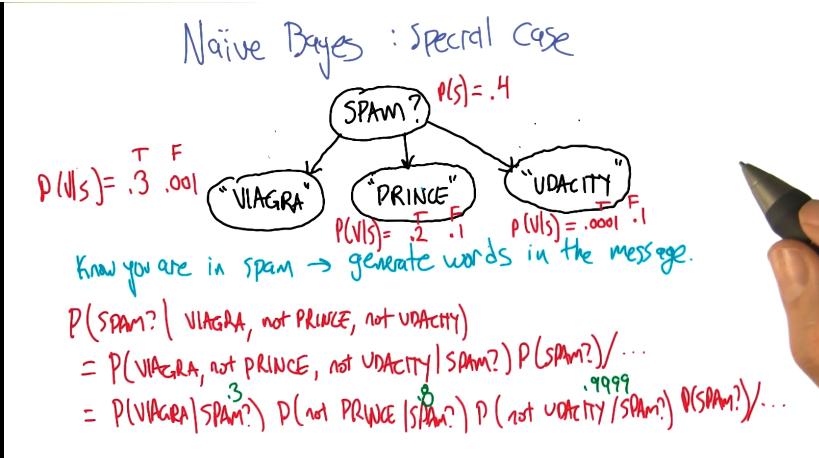 Naïve Bayes : special case
SPAM? P(S)= .4
T F
P(V|S)= .3 .001
"VIAGRA" "PRINCE" "UDACITY"
T F T F
P(V|S)= .2 .1 P(V|S) = .0001 .1
Know you are in spam → generate words in the message.
P(SPAM? | VIAGRA, not PRINCE, not UDACITY)
= P(VIAGRA, not PRINCE, not UDACITY | SPAM?) P(SPAM?)/...
.3 .8 .9999
= P(VIAGRA|SPAM?) P(not PRINCE|SPAM?) P(not UDACITY/SPAM?) P(SPAM?)/...